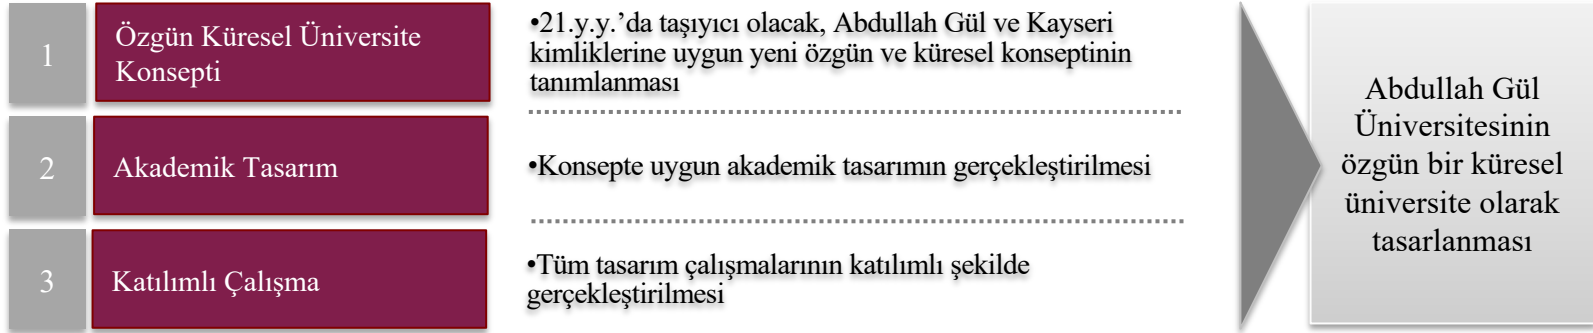 1
Özgün Küresel Üniversite
Konsepti
•21.y.y.’da taşıyıcı olacak, Abdullah Gül ve Kayseri
kimliklerine uygun yeni özgün ve küresel konseptinin
tanımlanması
2
Akademik Tasarım
•Konsepte uygun akademik tasarımın gerçekleştirilmesi
3
Katılımlı Çalışma
•Tüm tasarım çalışmalarının katılımlı şekilde
gerçekleştirilmesi
Abdullah Gül
Üniversitesinin
özgün bir küresel
üniversite olarak
tasarlanması